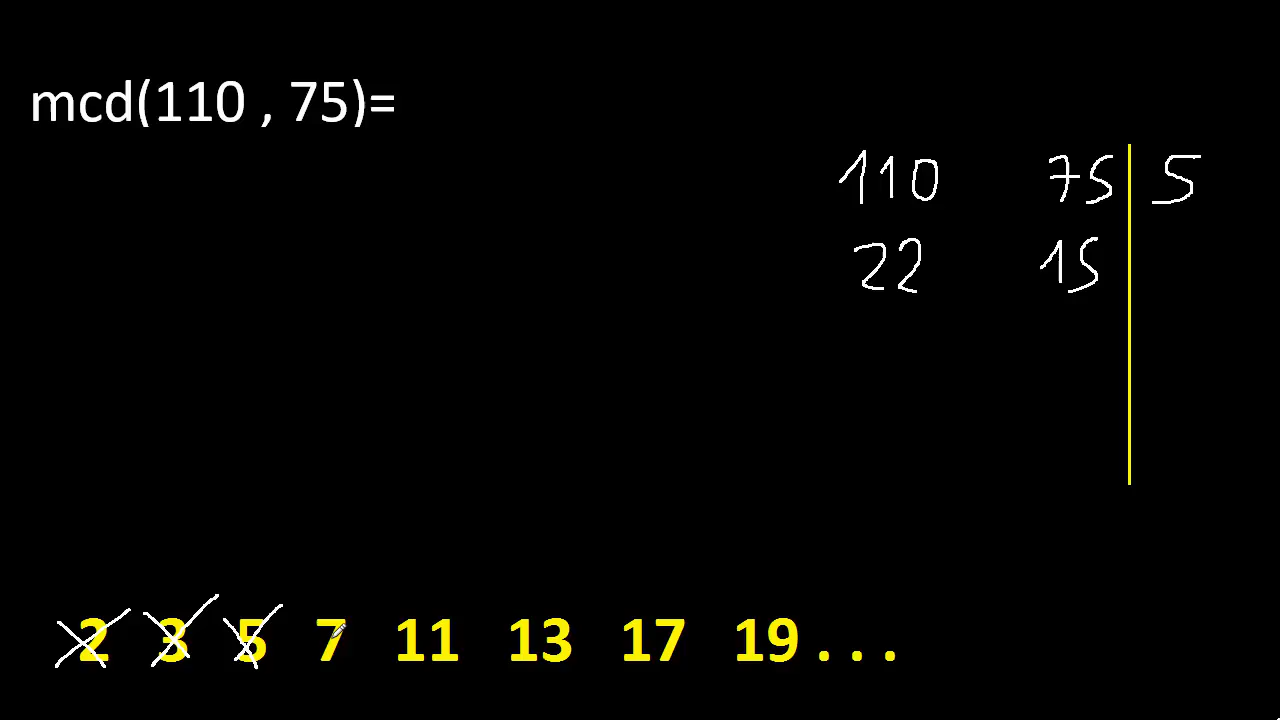 mcd(110 , 75)=
110 75 5
22 15
2 3 5 7 11 13 17 19 . . .